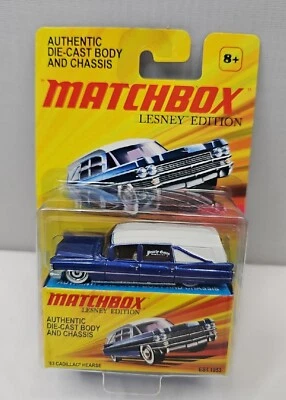 AUTHENTIC
DIE-CAST BODY
AND CHASSIS
8+
MATCHBOX
LESNEY EDITION
MATCHBOX
LESNEY EDITION
AUTHENTIC
DIE-CAST BODY
AND CHASSIS
'63 CADILLAC HEARSE